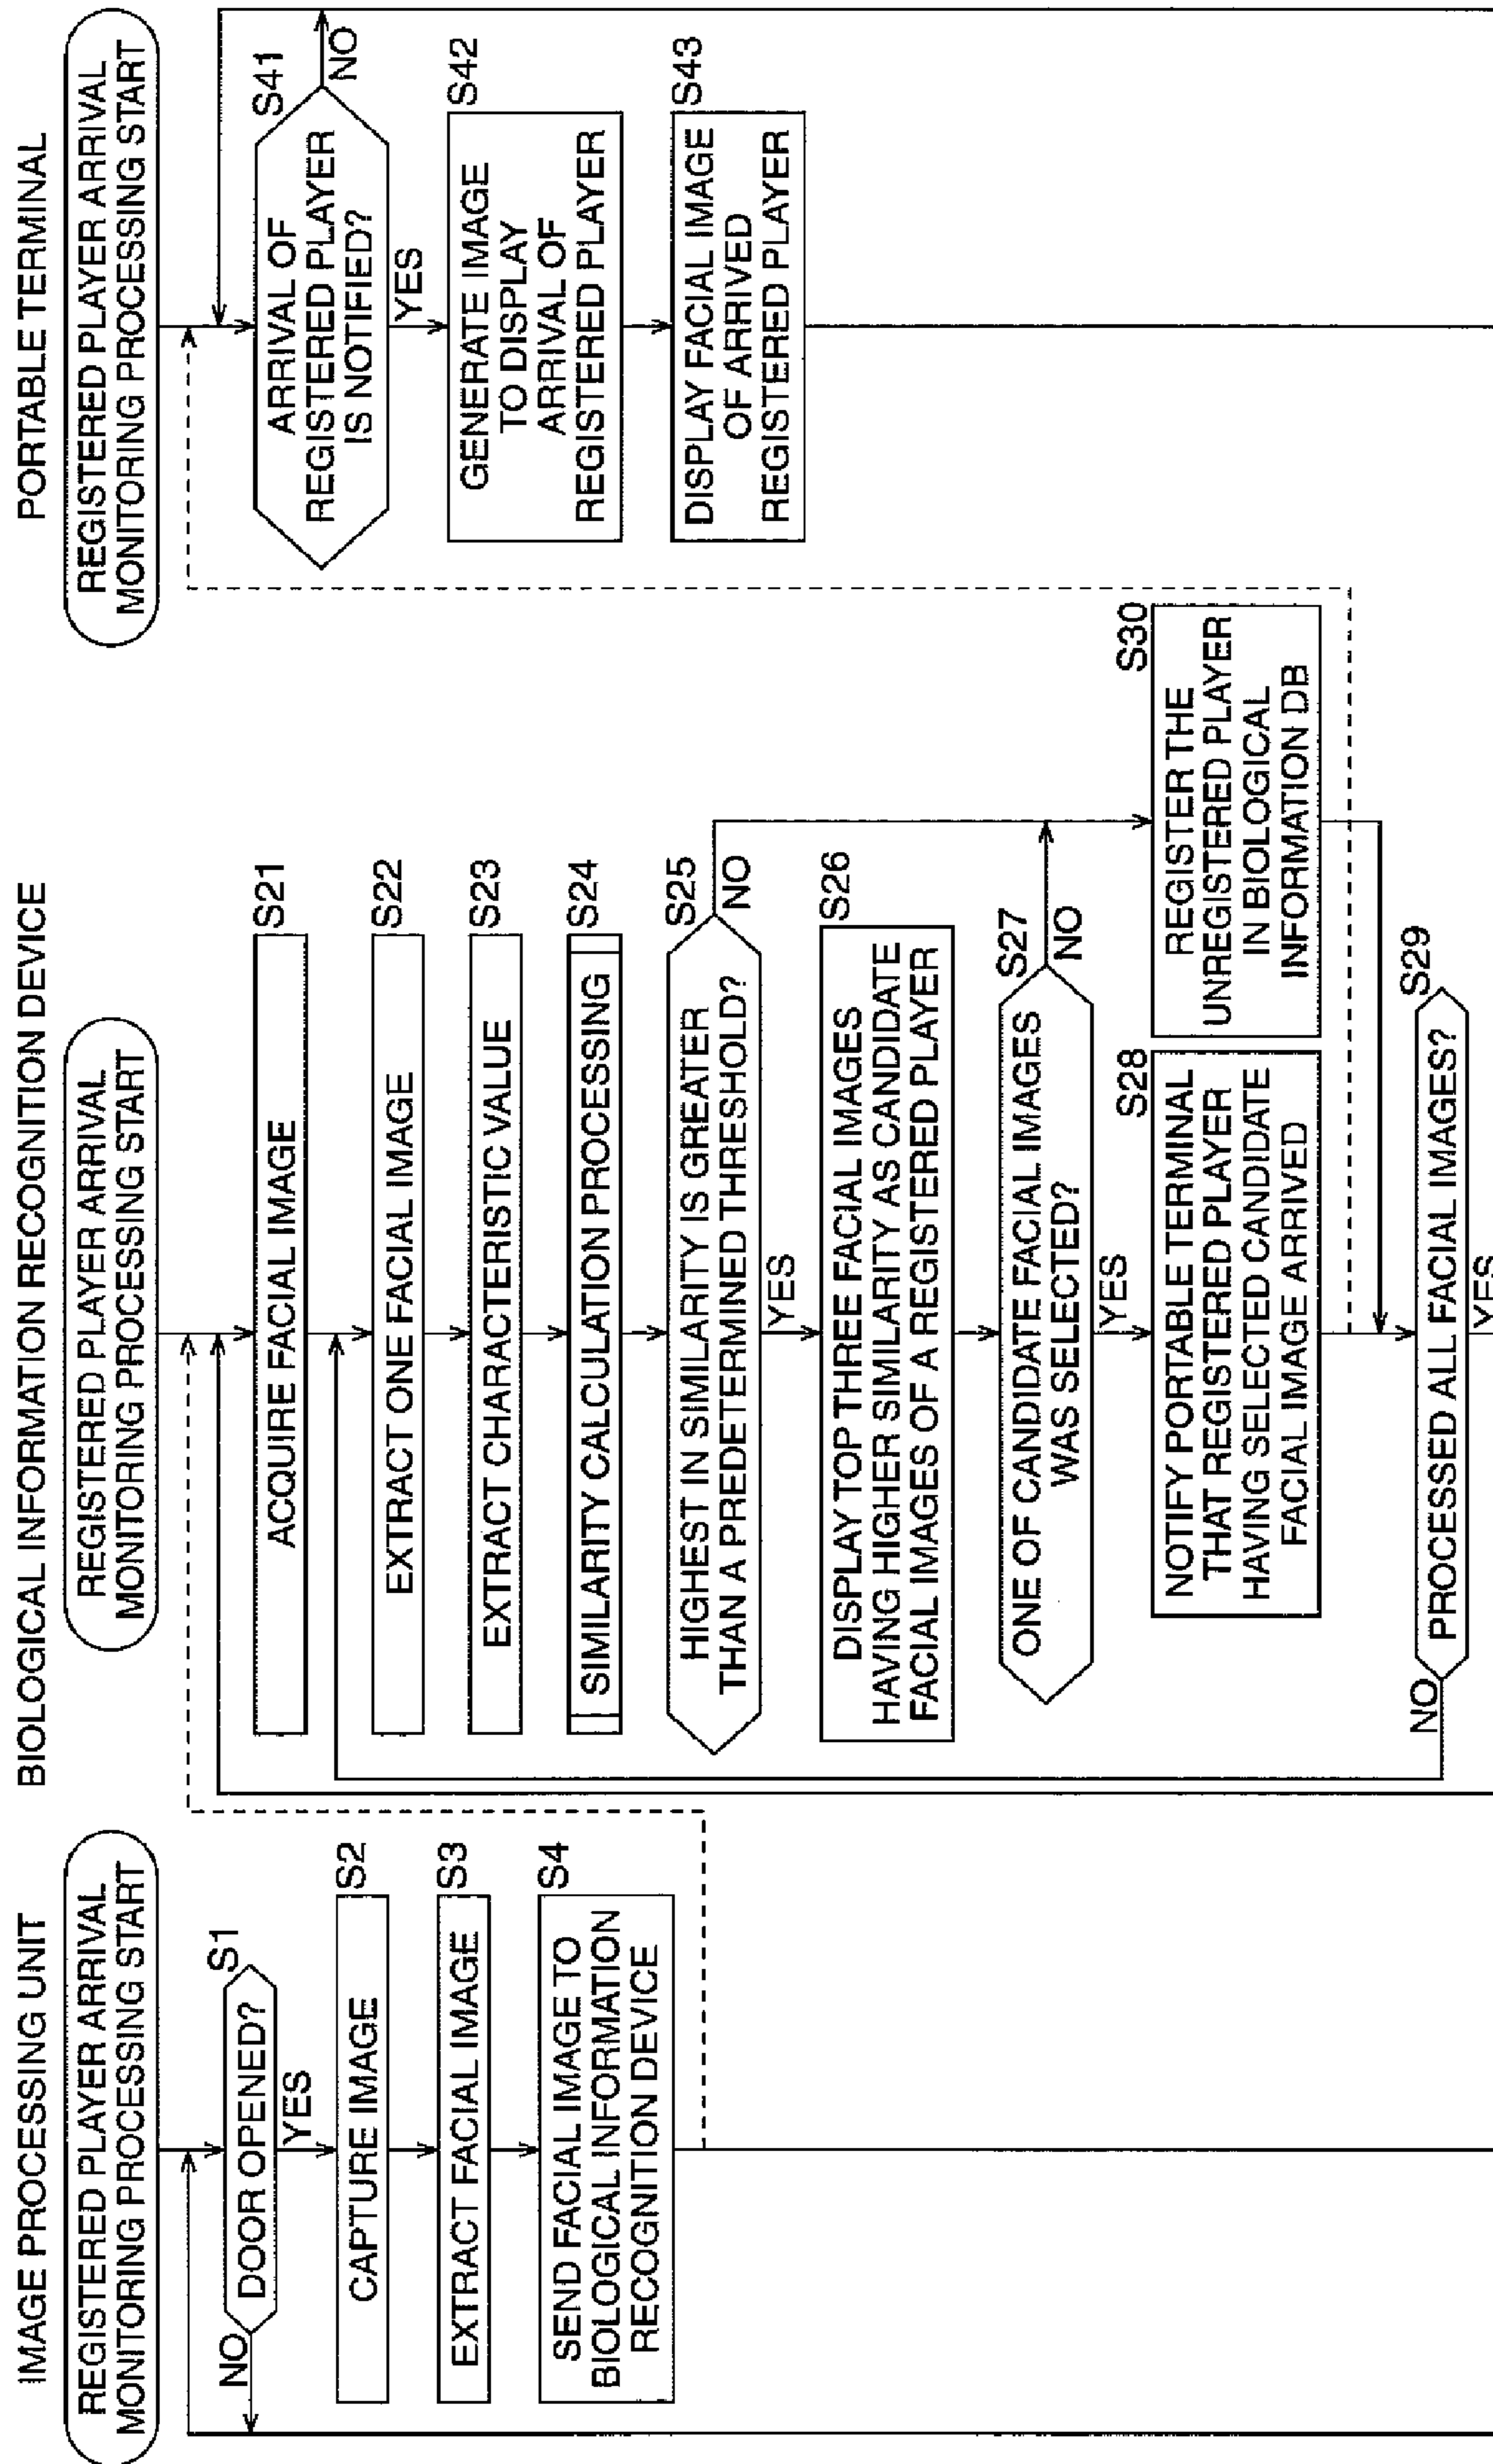 IMAGE PROCESSING UNIT
REGISTERED PLAYER ARRIVAL
MONITORING PROCESSING START
S1
DOOR OPENED?
NO
YES
S2
CAPTURE IMAGE
S3
EXTRACT FACIAL IMAGE
S4
SEND FACIAL IMAGE TO
BIOLOGICAL INFORMATION
RECOGNITION DEVICE
BIOLOGICAL INFORMATION RECOGNITION DEVICE
REGISTERED PLAYER ARRIVAL
MONITORING PROCESSING START
S21
ACQUIRE FACIAL IMAGE
S22
EXTRACT ONE FACIAL IMAGE
S23
EXTRACT CHARACTERISTIC VALUE
S24
SIMILARITY CALCULATION PROCESSING
S25
HIGHEST IN SIMILARITY IS GREATER
THAN A PREDETERMINED THRESHOLD?
NO
YES
S26
DISPLAY TOP THREE FACIAL IMAGES
HAVING HIGHER SIMILARITY AS CANDIDATE
FACIAL IMAGES OF A REGISTERED PLAYER
S27
ONE OF CANDIDATE FACIAL IMAGES
WAS SELECTED?
NO
YES
S28
NOTIFY PORTABLE TERMINAL
THAT REGISTERED PLAYER
HAVING SELECTED CANDIDATE
FACIAL IMAGE ARRIVED
S30
REGISTER THE
UNREGISTERED PLAYER
IN BIOLOGICAL
INFORMATION DB
S29
PROCESSED ALL FACIAL IMAGES?
NO
YES
PORTABLE TERMINAL
REGISTERED PLAYER ARRIVAL
MONITORING PROCESSING START
S41
ARRIVAL OF
REGISTERED PLAYER
IS NOTIFIED?
NO
YES
S42
GENERATE IMAGE
TO DISPLAY
ARRIVAL OF
REGISTERED PLAYER
S43
DISPLAY FACIAL IMAGE
OF ARRIVED
REGISTERED PLAYER